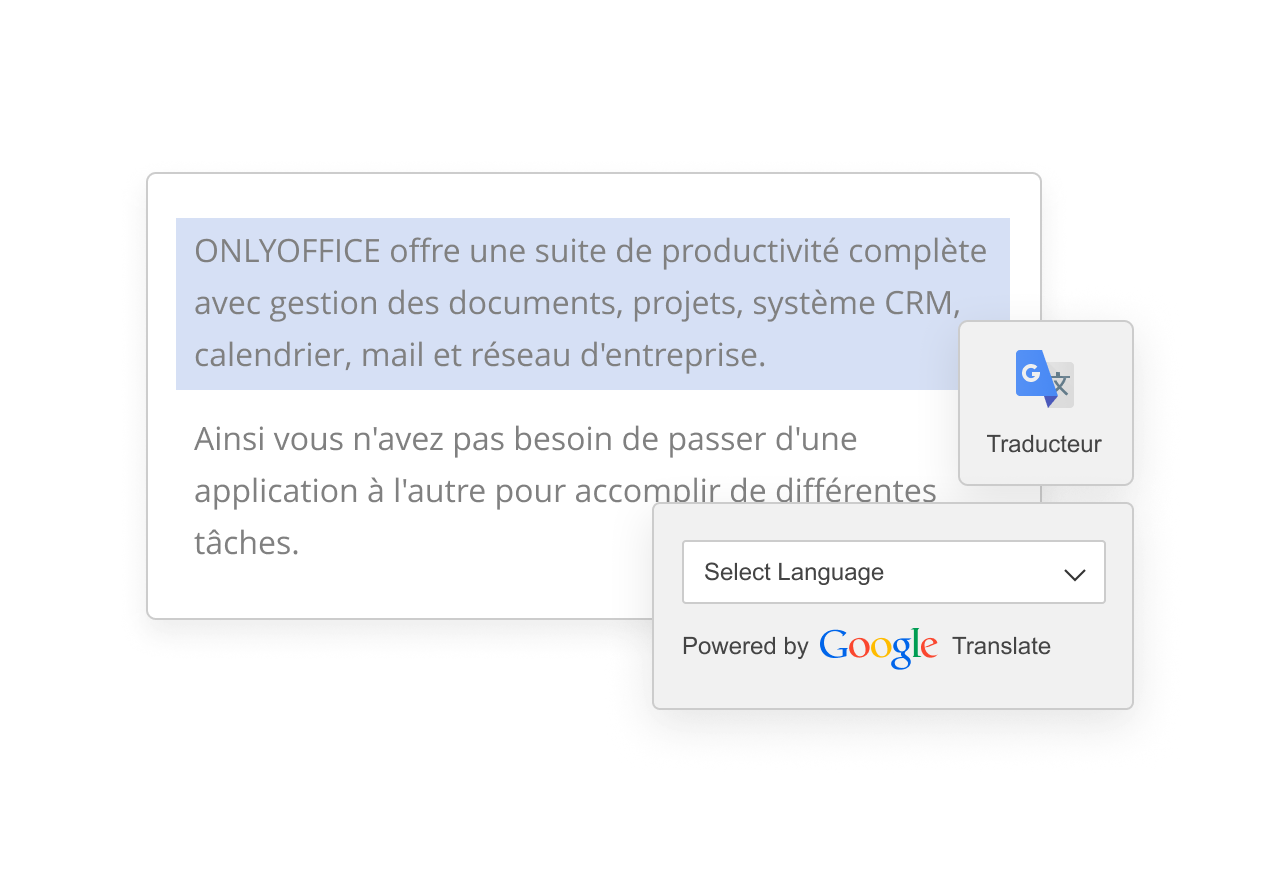 ONLYOFFICE offre une suite de productivité complète
avec gestion des documents, projets, système CRM,
calendrier, mail et réseau d'entreprise.
Ainsi vous n'avez pas besoin de passer d'une
application à l'autre pour accomplir de différentes
tâches.
G 文
Traducteur
Select Language
Powered by Google Translate